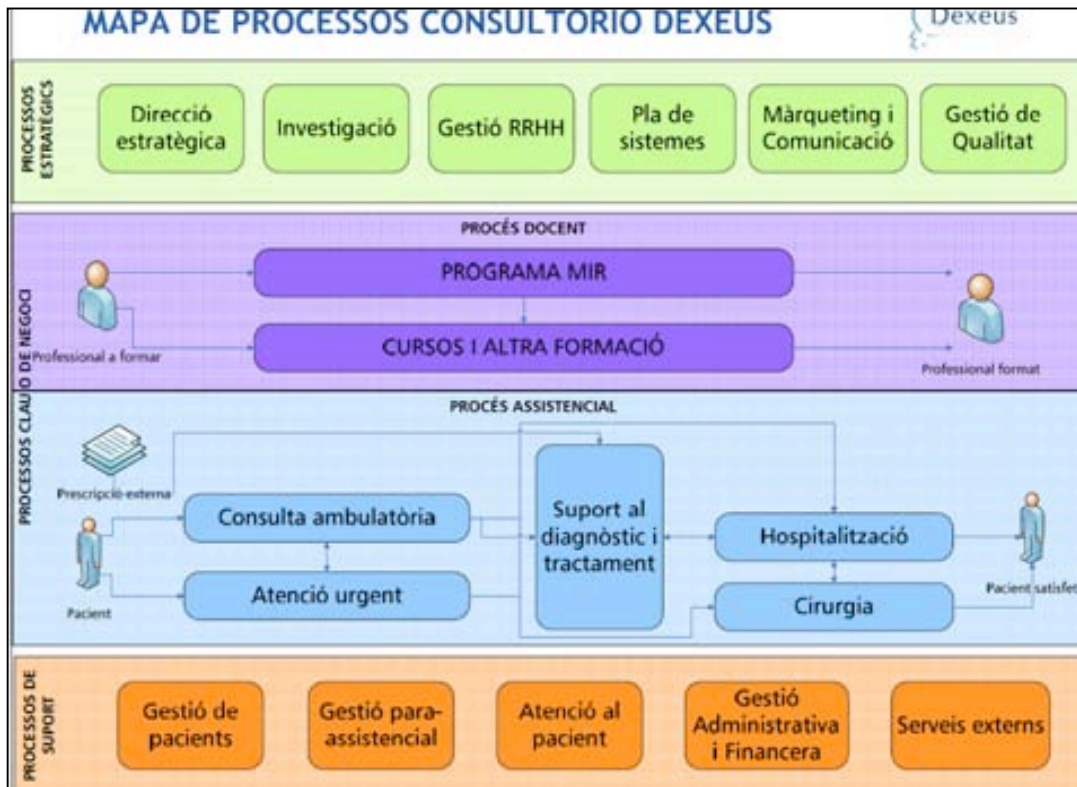 MAPA DE PROCESSOS CONSULTORIO DEXEUS
Dexeus
PROCESSOS
ESTRATÈGICS
Direcció
estratègica
Investigació
Gestió RRHH
Pla de
sistemes
Màrqueting i
Comunicació
Gestió de
Qualitat
PROCESSOS CLAU O DE NEGOCI
PROCÉS DOCENT
PROGRAMA MIR
CURSOS I ALTRA FORMACIÓ
Professional a formar
Professional format
PROCÉS ASSISTENCIAL
Prescripció externa
Consulta ambulatòria
Atenció urgent
Pacient
Suport al
diagnòstic i
tractament
Hospitalització
Cirurgia
Pacient satisfet
PROCESSOS DE
SUPORT
Gestió de
pacients
Gestió para-
assistencial
Atenció al
pacient
Gestió
Administrativa
i Financera
Serveis externs